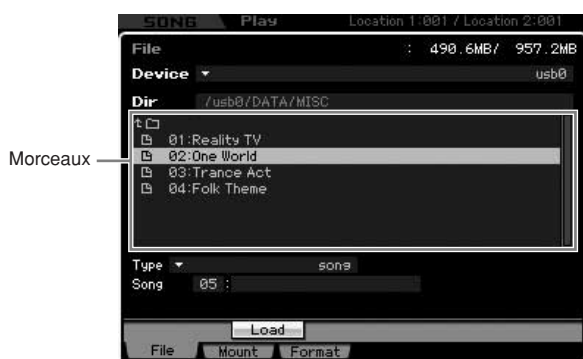 SONG Play Location 1:001 / Location 2:001
File : 490.6MB/ 957.2MB
Device usb0
Dir /usb0/DATA/MISC
01:Reality TV
Morceaux 02:One World
03:Trance Act
04:Folk Theme
Type song
Song 05 :
Load
File Mount Format